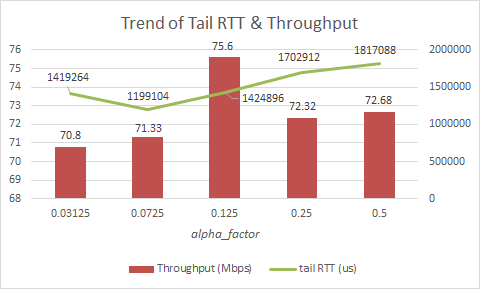 Trend of Tail RTT & Throughput
76 2000000
75 1500000
74 1000000
73 500000
72 0
71
70
69
68
1419264 1199104 1424896 1702912 1817088
70.8 71.33 75.6 72.32 72.68
0.03125 0.0725 0.125 0.25 0.5
alpha_factor
Throughput (Mbps) tail RTT (us)